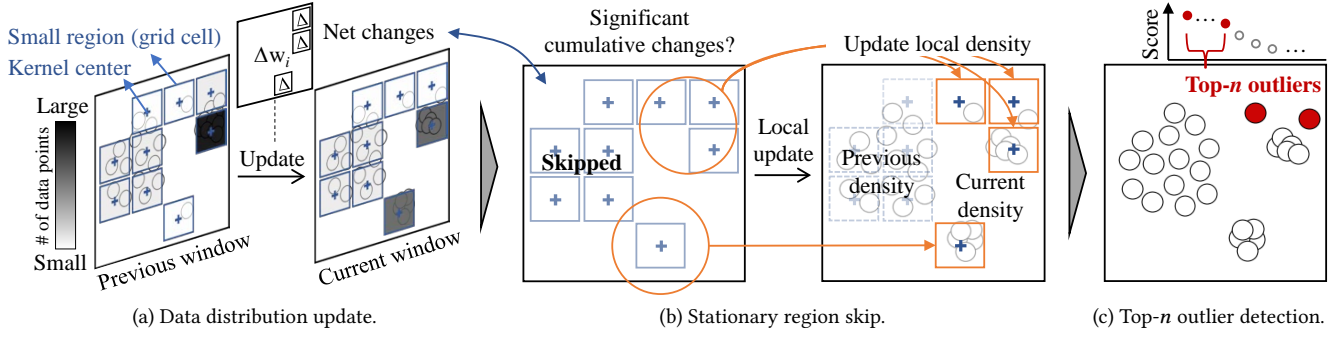 Small region (grid cell)
Kernel center
Large
# of data points
Small
Δ
Δ
Δwᵢ
Δ
Net changes
Update
Previous window
Current window
(a) Data distribution update.
Significant
cumulative changes?
Skipped
Local
update
Update local density
Previous
density
Current
density
(b) Stationary region skip.
Score
...
...
Top-n outliers
(c) Top-n outlier detection.